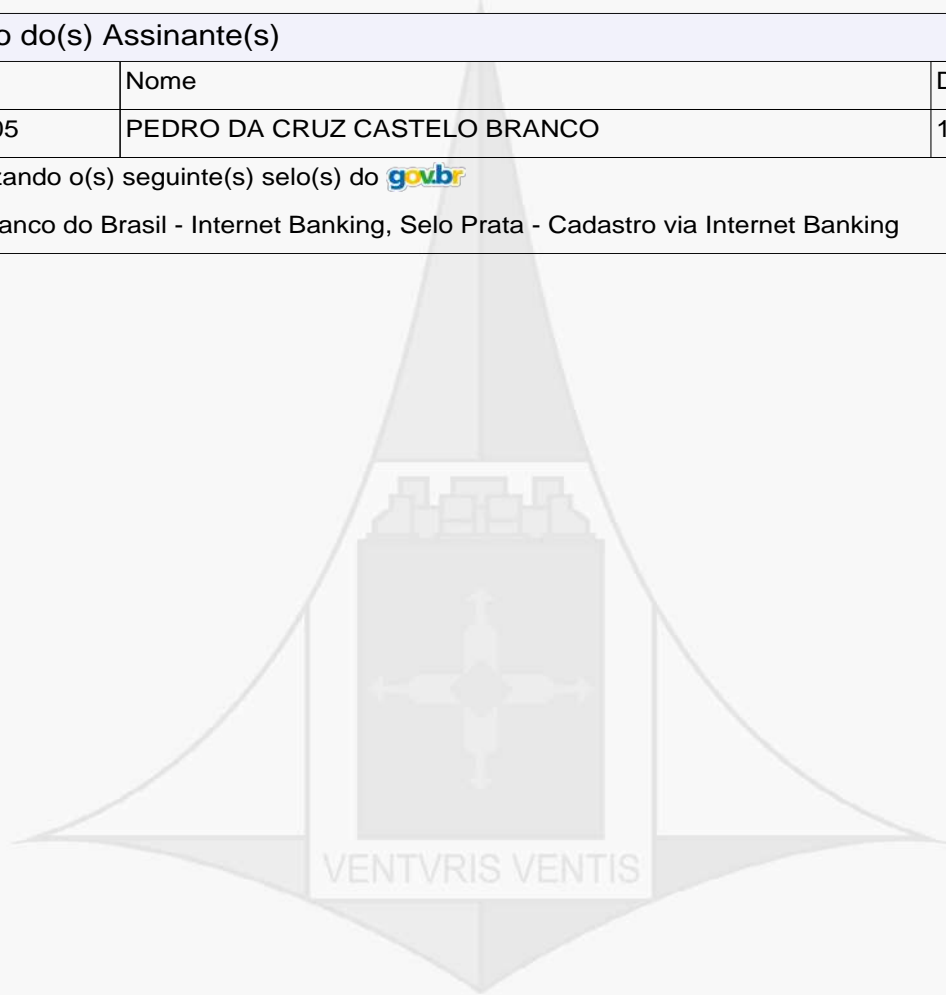 o do(s) Assinante(s)
Nome
05 PEDRO DA CRUZ CASTELO BRANCO 1
ando o(s) seguinte(s) selo(s) do gov.br
anco do Brasil - Internet Banking, Selo Prata - Cadastro via Internet Banking
VENTVRIS VENTIS